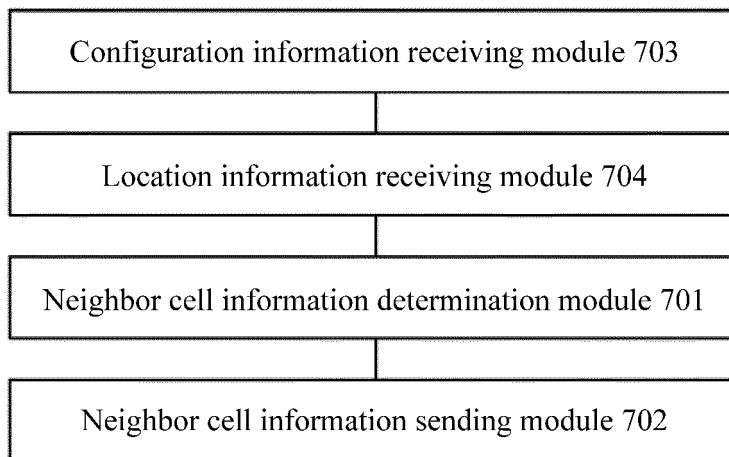 Configuration information receiving module 703
Location information receiving module 704
Neighbor cell information determination module 701
Neighbor cell information sending module 702